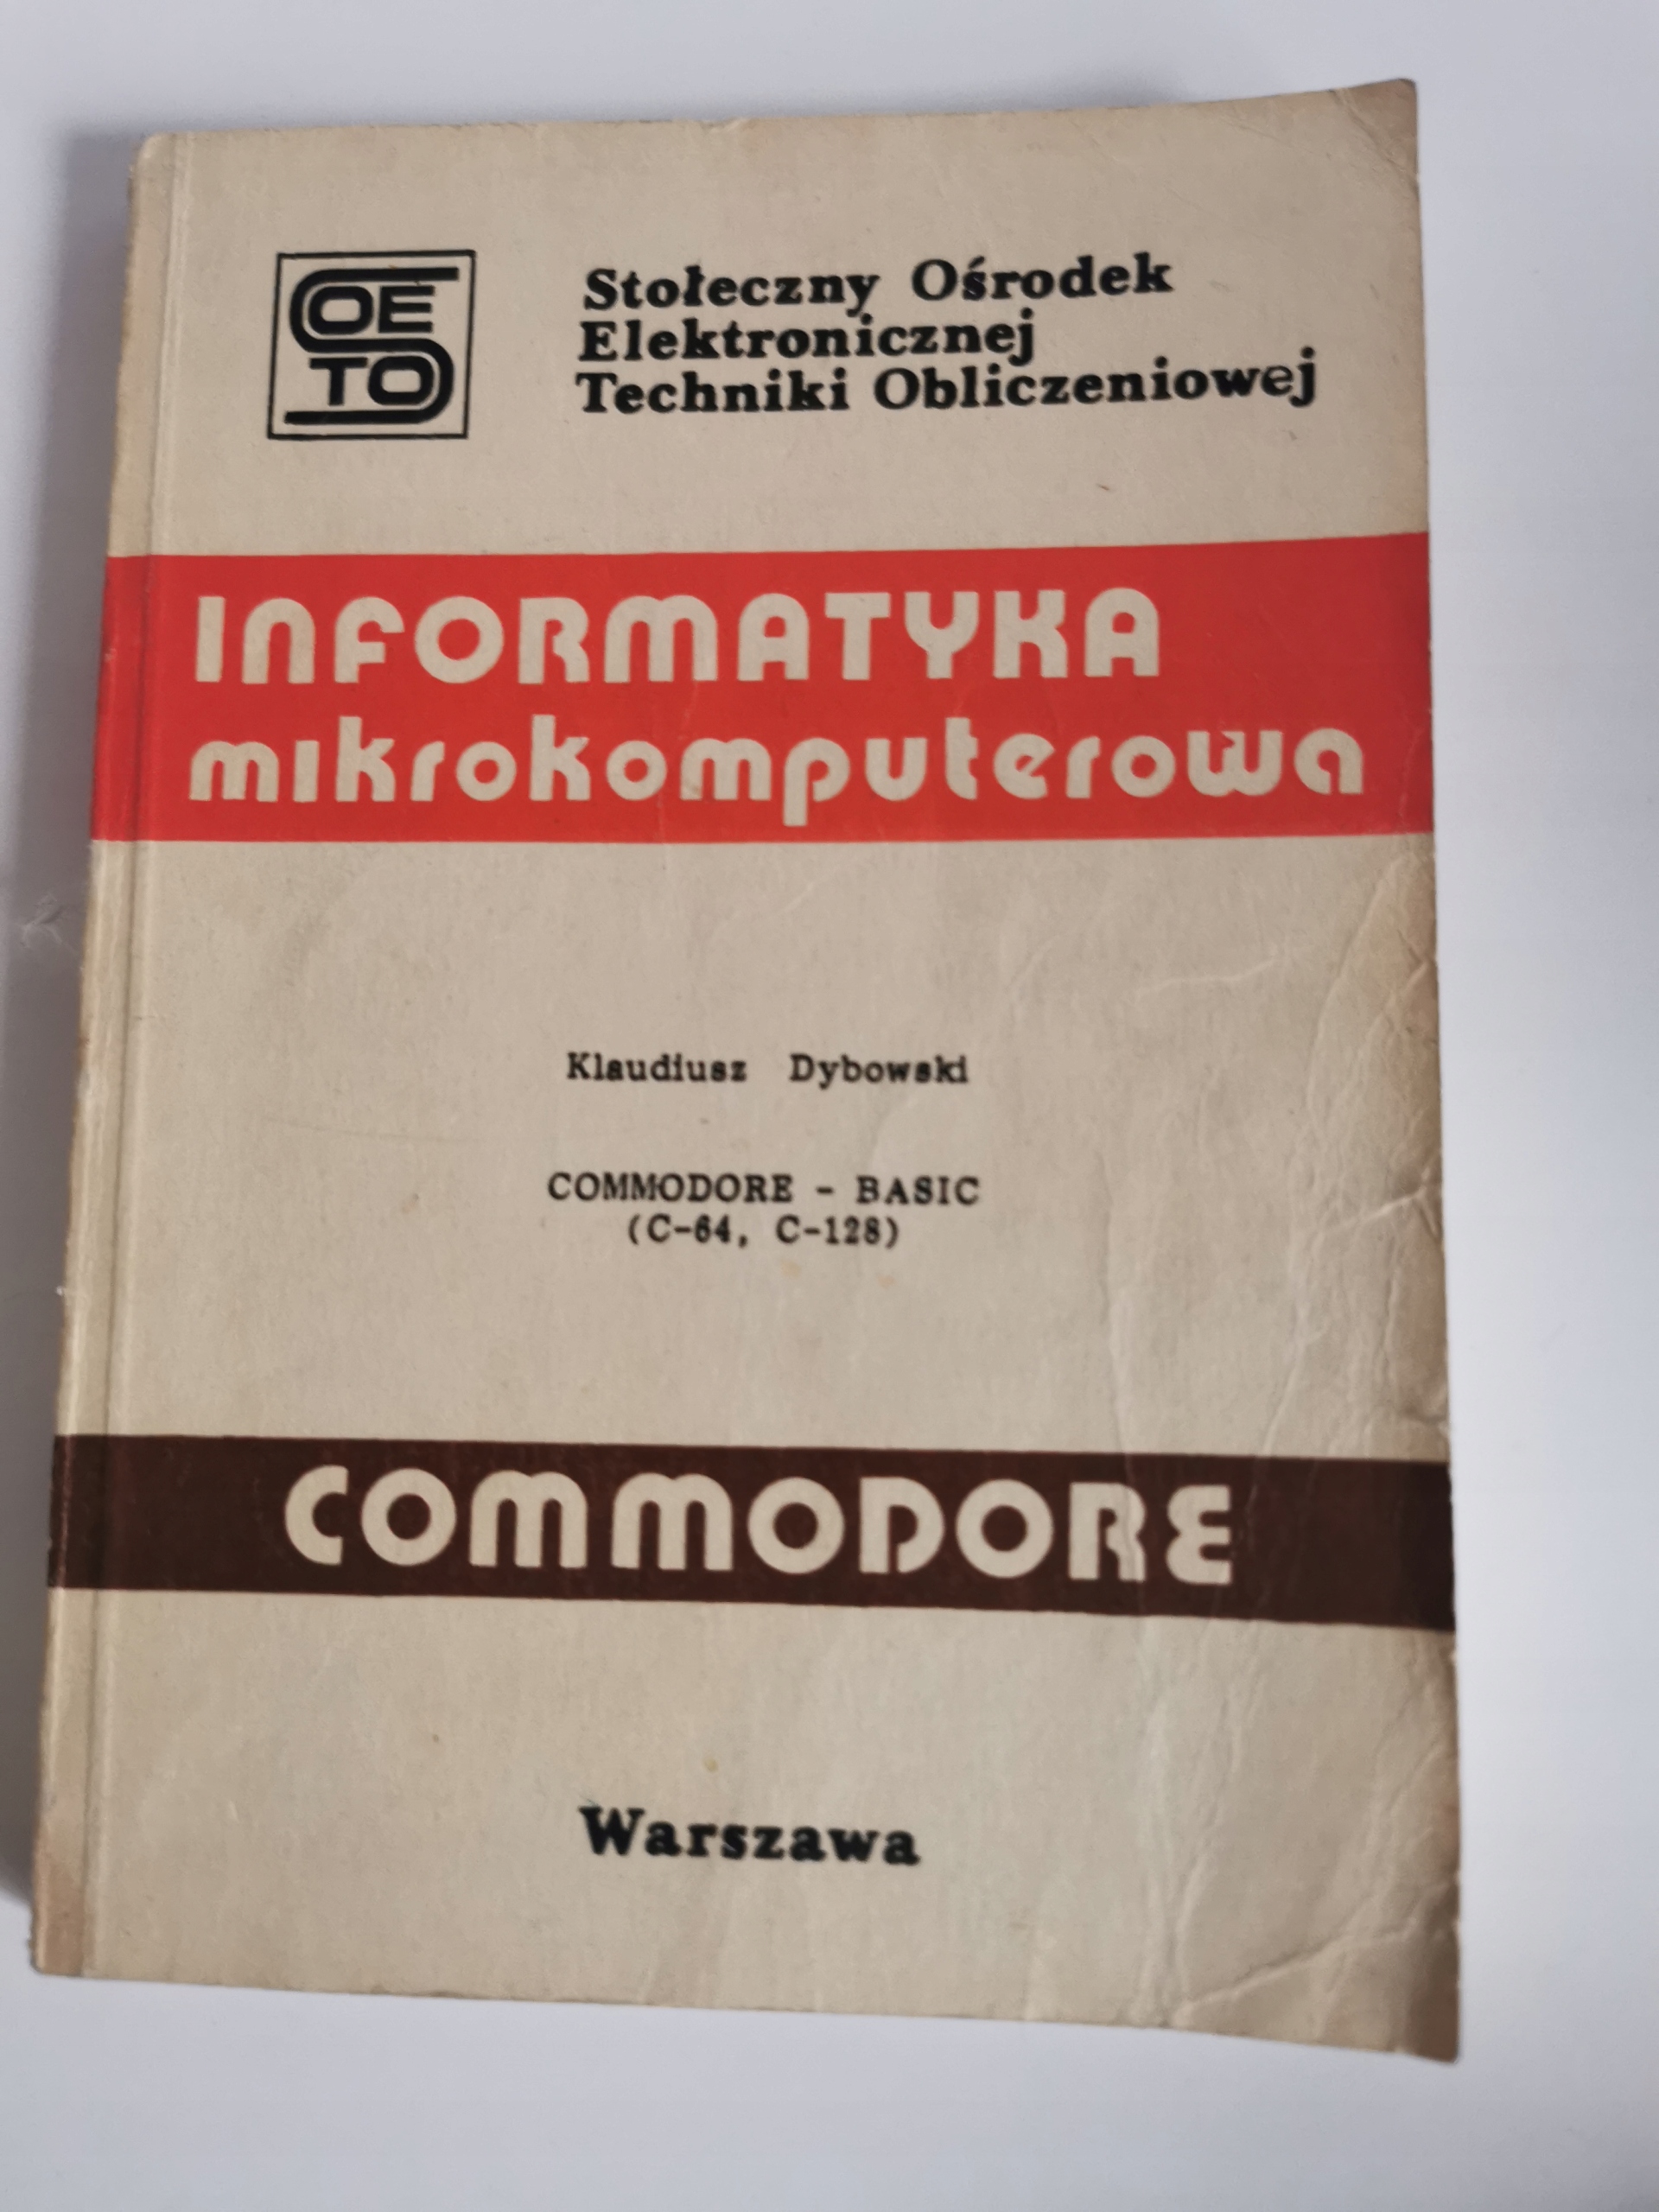 OE
TO
Stołeczny Ośrodek
Elektronicznej
Techniki Obliczeniowej
INFORMATYKA
mikrokomputerowa
Klaudiusz Dybowski
COMMODORE - BASIC
(C-64, C-128)
COMMODORE
Warszawa